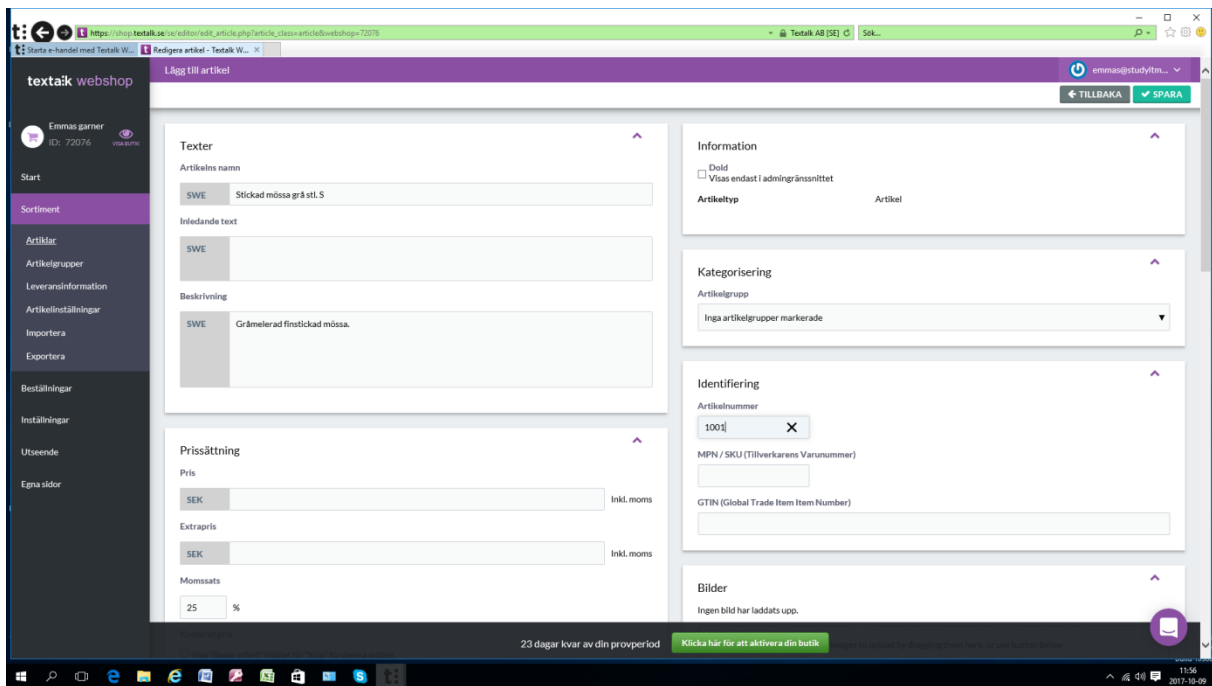 https://shop.textalk.se/se/editor/edit_article.php?article_class=article&webshop=72076
Textalk AB [SE]
Sök...
Starta e-handel med Textalk W...
Redigera artikel - Textalk W...
textalk webshop
Lägg till artikel
emmas@studyitm...
TILLBAKA
SPARA
Emmas garner
ID: 72076
VISA BUTIK
Start
Sortiment
Artiklar
Artikelgrupper
Leveransinformation
Artikelinställningar
Importera
Exportera
Beställningar
Inställningar
Utseende
Egna sidor
Texter
Artikelns namn
SWE Stickad mössa grå stl. S
Inledande text
SWE
Beskrivning
SWE Gråmelerad finstickad mössa.
Prissättning
Pris
SEK Inkl. moms
Extrapris
SEK Inkl. moms
Momssats
25 %
Information
Dold
Visas endast i admingränssnittet
Artikeltyp Artikel
Kategorisering
Artikelgrupp
Inga artikelgrupper markerade
Identifiering
Artikelnummer
1001
MPN / SKU (Tillverkarens Varunummer)
GTIN (Global Trade Item Item Number)
Bilder
Ingen bild har laddats upp.
23 dagar kvar av din provperiod
Klicka här för att aktivera din butik
11:56
2017-10-09